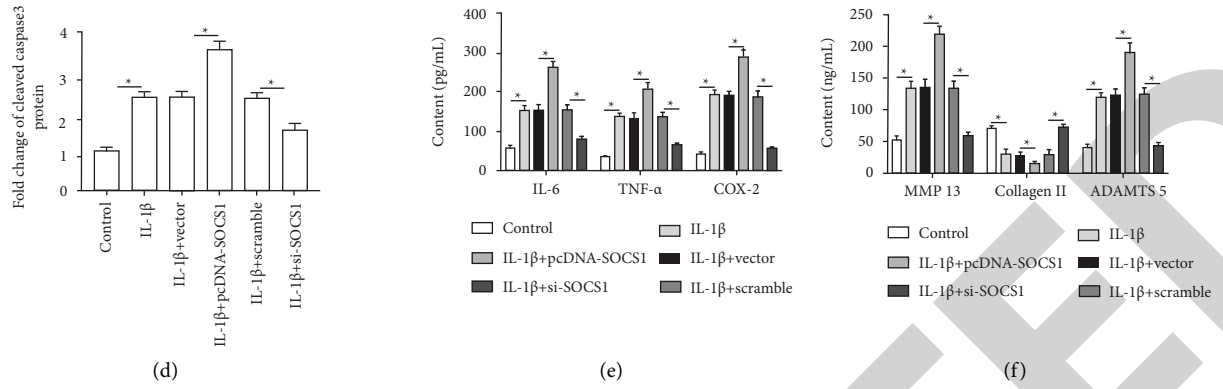 Fold change of cleaved caspase3
protein
4
3
2
1
0
*
*
*
Control
IL-1β
IL-1β+vector
IL-1β+pcDNA-SOCS1
IL-1β+scramble
IL-1β+si-SOCS1
(d)
Content (pg/mL)
400
300
200
100
0
*
*
*
*
*
*
*
*
*
IL-6
TNF-α
COX-2
Control
IL-1β
IL-1β+pcDNA-SOCS1
IL-1β+vector
IL-1β+si-SOCS1
IL-1β+scramble
(e)
Content (ng/mL)
250
200
150
100
50
0
*
*
*
*
*
*
*
*
*
MMP 13
Collagen II
ADAMTS 5
Control
IL-1β
IL-1β+pcDNA-SOCS1
IL-1β+vector
IL-1β+si-SOCS1
IL-1β+scramble
(f)